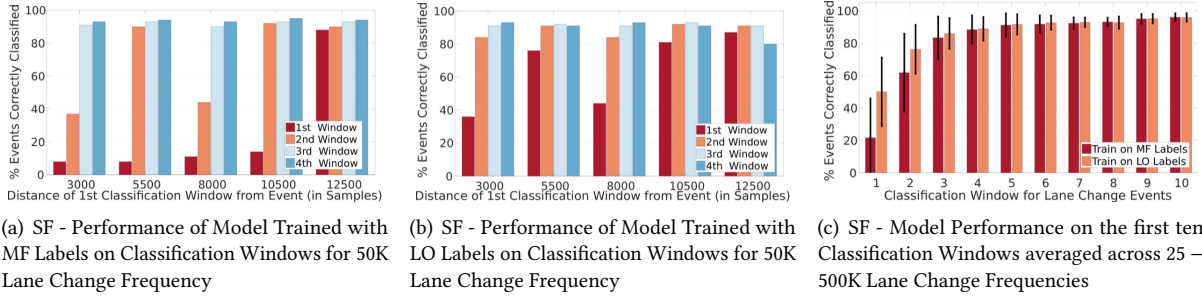 % Events Correctly Classified
100
80
60
40
20
0
3000 5500 8000 10500 12500
1st Window
2nd Window
3rd Window
4th Window
Distance of 1st Classification Window from Event (in Samples)
(a) SF - Performance of Model Trained with
MF Labels on Classification Windows for 50K
Lane Change Frequency
% Events Correctly Classified
100
80
60
40
20
0
3000 5500 8000 10500 12500
1st Window
2nd Window
3rd Window
4th Window
Distance of 1st Classification Window from Event (in Samples)
(b) SF - Performance of Model Trained with
LO Labels on Classification Windows for 50K
Lane Change Frequency
% Events Correctly Classified
100
80
60
40
20
0
1 2 3 4 5 6 7 8 9 10
Train on MF Labels
Train on LO Labels
Classification Window for Lane Change Events
(c) SF - Model Performance on the first ten
Classification Windows averaged across 25 –
500K Lane Change Frequencies